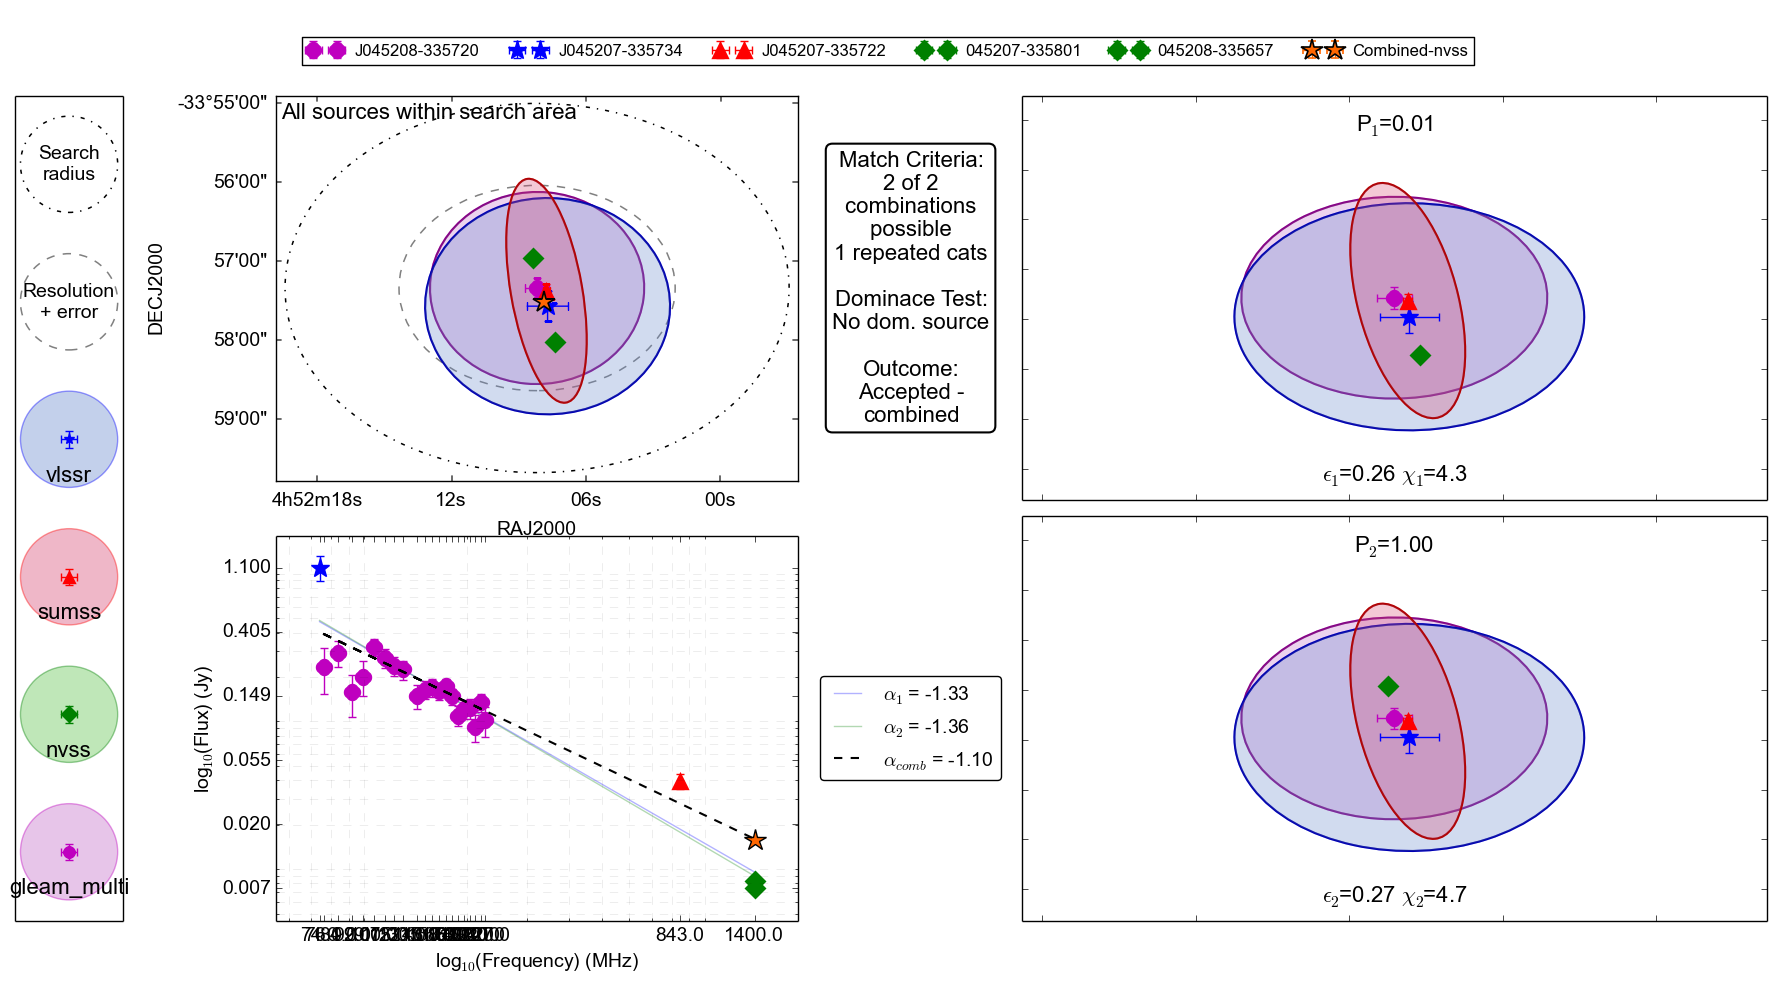 J045208-335720 J045207-335734 J045207-335722 045207-335801 045208-335657 Combined-nvss
Search
radius
Resolution
+ error
vlssr
sumss
nvss
gleam_multi
All sources within search area
-33°55'00"
56'00"
57'00"
58'00"
59'00"
DECJ2000
4h52m18s 12s 06s 00s
RAJ2000
Match Criteria:
2 of 2
combinations
possible
1 repeated cats
Dominace Test:
No dom. source
Outcome:
Accepted -
combined
P1=0.01
ϵ1=0.26 χ1=4.3
P2=1.00
ϵ2=0.27 χ2=4.7
1.100
0.405
0.149
0.055
0.020
0.007
log10(Flux) (Jy)
843.0 1400.0
log10(Frequency) (MHz)
α1 = -1.33
α2 = -1.36
αcomb = -1.10